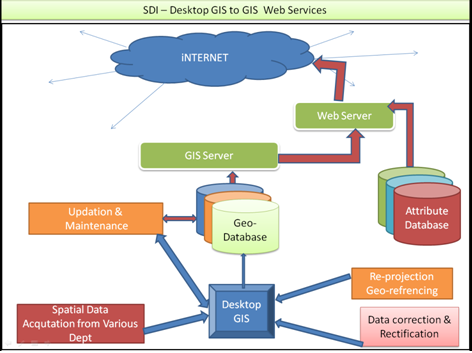 SDI – Desktop GIS to GIS Web Services
iNTERNET
Web Server
GIS Server
Updation &
Maintenance
Geo-
Database
Attribute
Database
Re-projection
Geo-refrencing
Desktop
GIS
Spatial Data
Acqutation from Various
Dept
Data correction &
Rectification